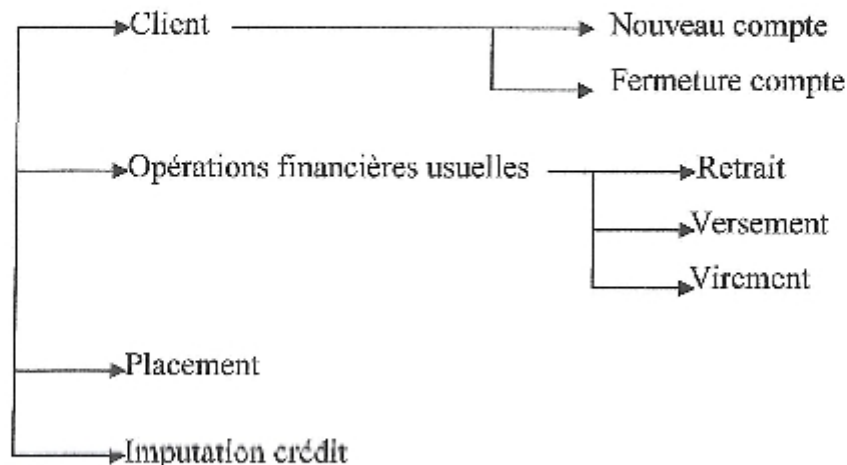 Client
Nouveau compte
Fermeture compte
Opérations financières usuelles
Retrait
Versement
Virement
Placement
Imputation crédit